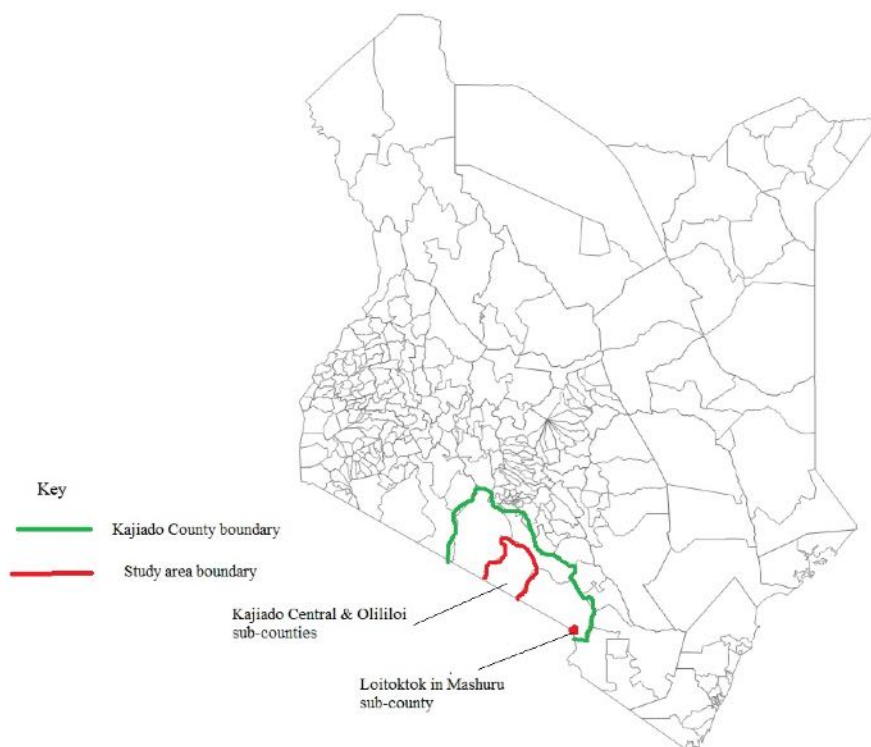 Key
Kajiado County boundary
Study area boundary
Kajiado Central & Olililoi
sub-counties
Loitoktok in Mashuru
sub-county